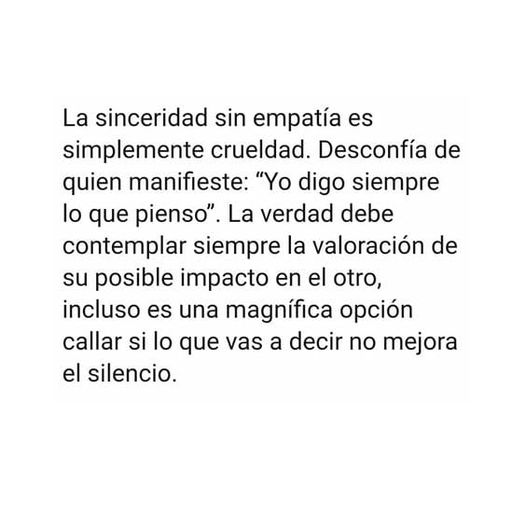 La sinceridad sin empatía es
simplemente crueldad. Desconfía de
quien manifieste: “Yo digo siempre
lo que pienso”. La verdad debe
contemplar siempre la valoración de
su posible impacto en el otro,
incluso es una magnífica opción
callar si lo que vas a decir no mejora
el silencio.